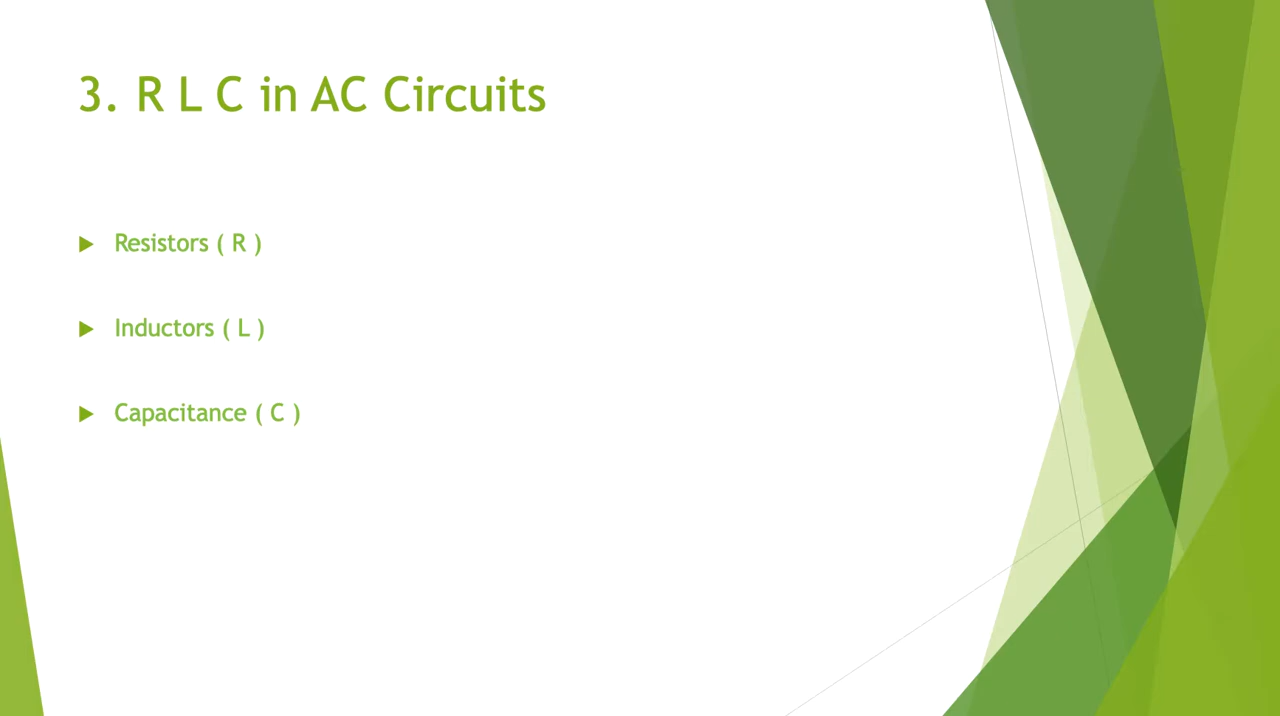 3. R L C in AC Circuits
Resistors ( R )
Inductors ( L )
Capacitance ( C )